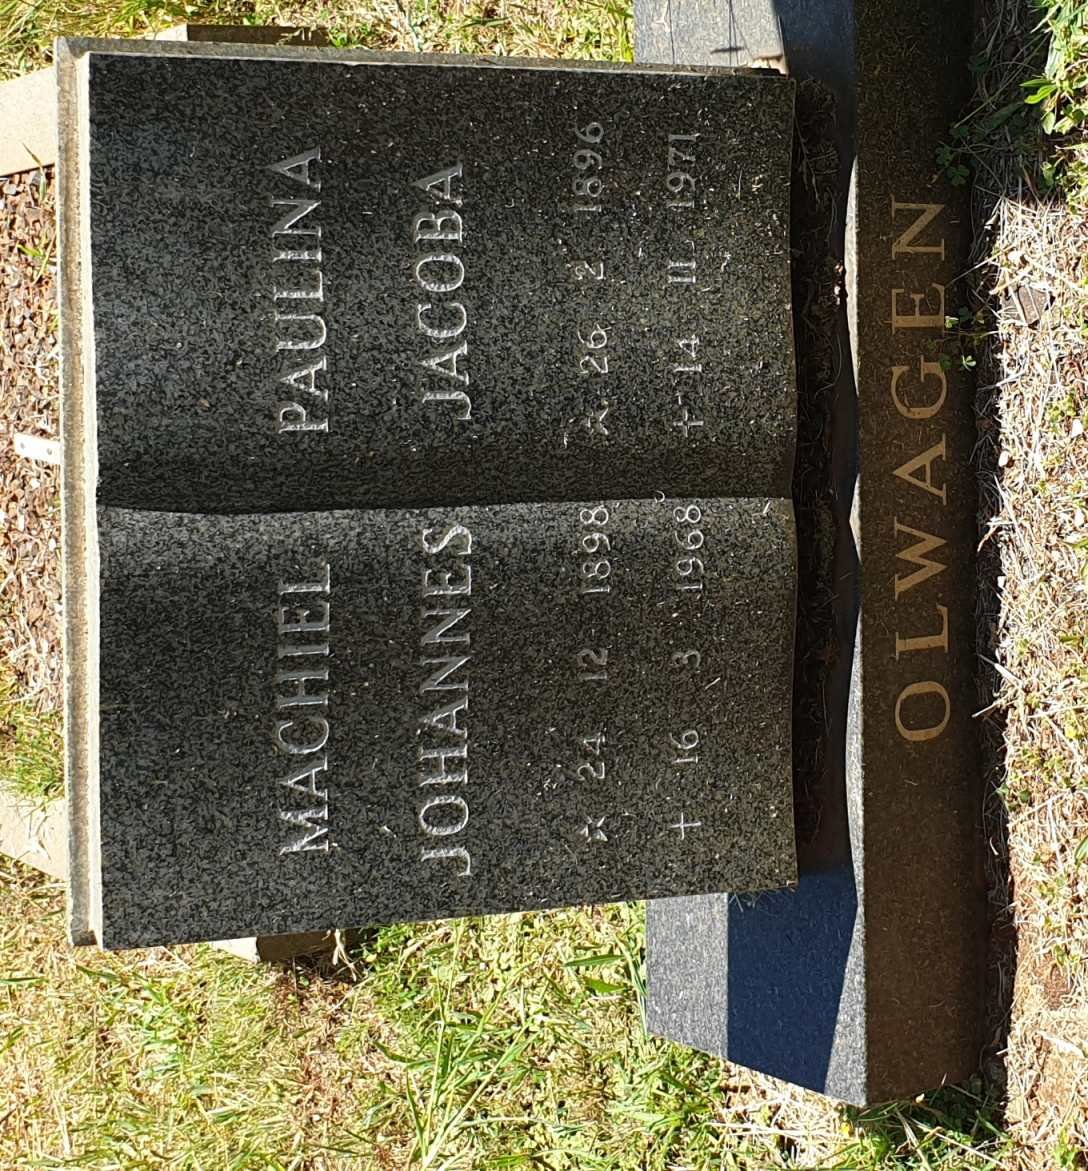 MACHIEL
JOHANNES
☆ 24 12 1898
† 16 3 1968
PAULINA
JACOBA
☆ 26 2 1896
† 14 11 1971
OLWAGEN